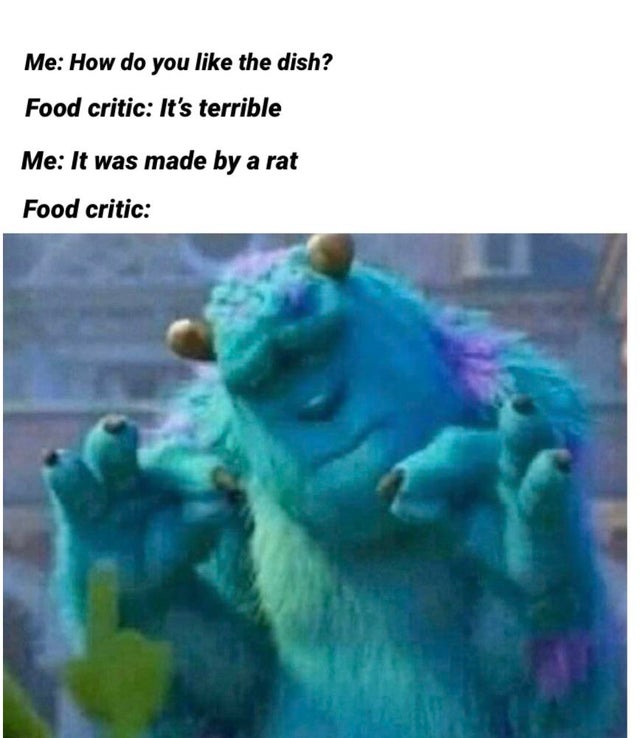 Me: How do you like the dish?
Food critic: It’s terrible
Me: It was made by a rat
Food critic: